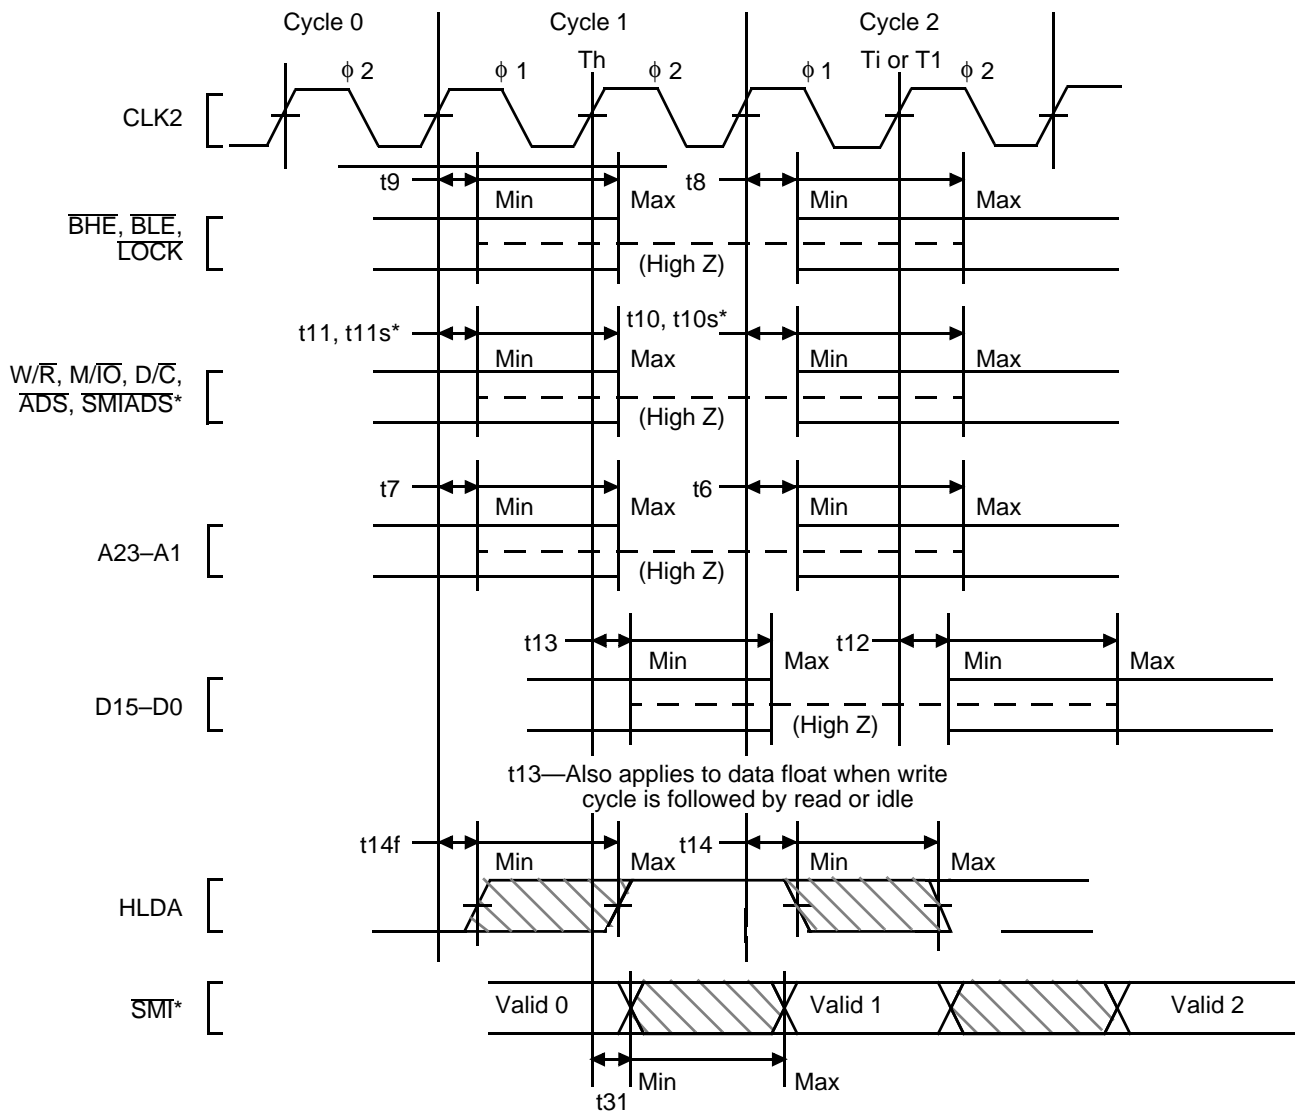 Cycle 0 Cycle 1 Cycle 2
Th Ti or T1
ϕ 2 ϕ 1 ϕ 2 ϕ 1 ϕ 2
CLK2
t9 t8
Min Max Min Max
BHE, BLE,
LOCK
(High Z)
t11, t11s* t10, t10s*
Min Max Min Max
W/R, M/IO, D/C,
ADS, SMIADS*
(High Z)
t7 t6
Min Max Min Max
A23–A1
(High Z)
t13 t12
Min Max Min Max
D15–D0
(High Z)
t13—Also applies to data float when write
cycle is followed by read or idle
t14f t14
Min Max Min Max
HLDA
SMI*
Valid 0 Valid 1 Valid 2
Min Max
t31